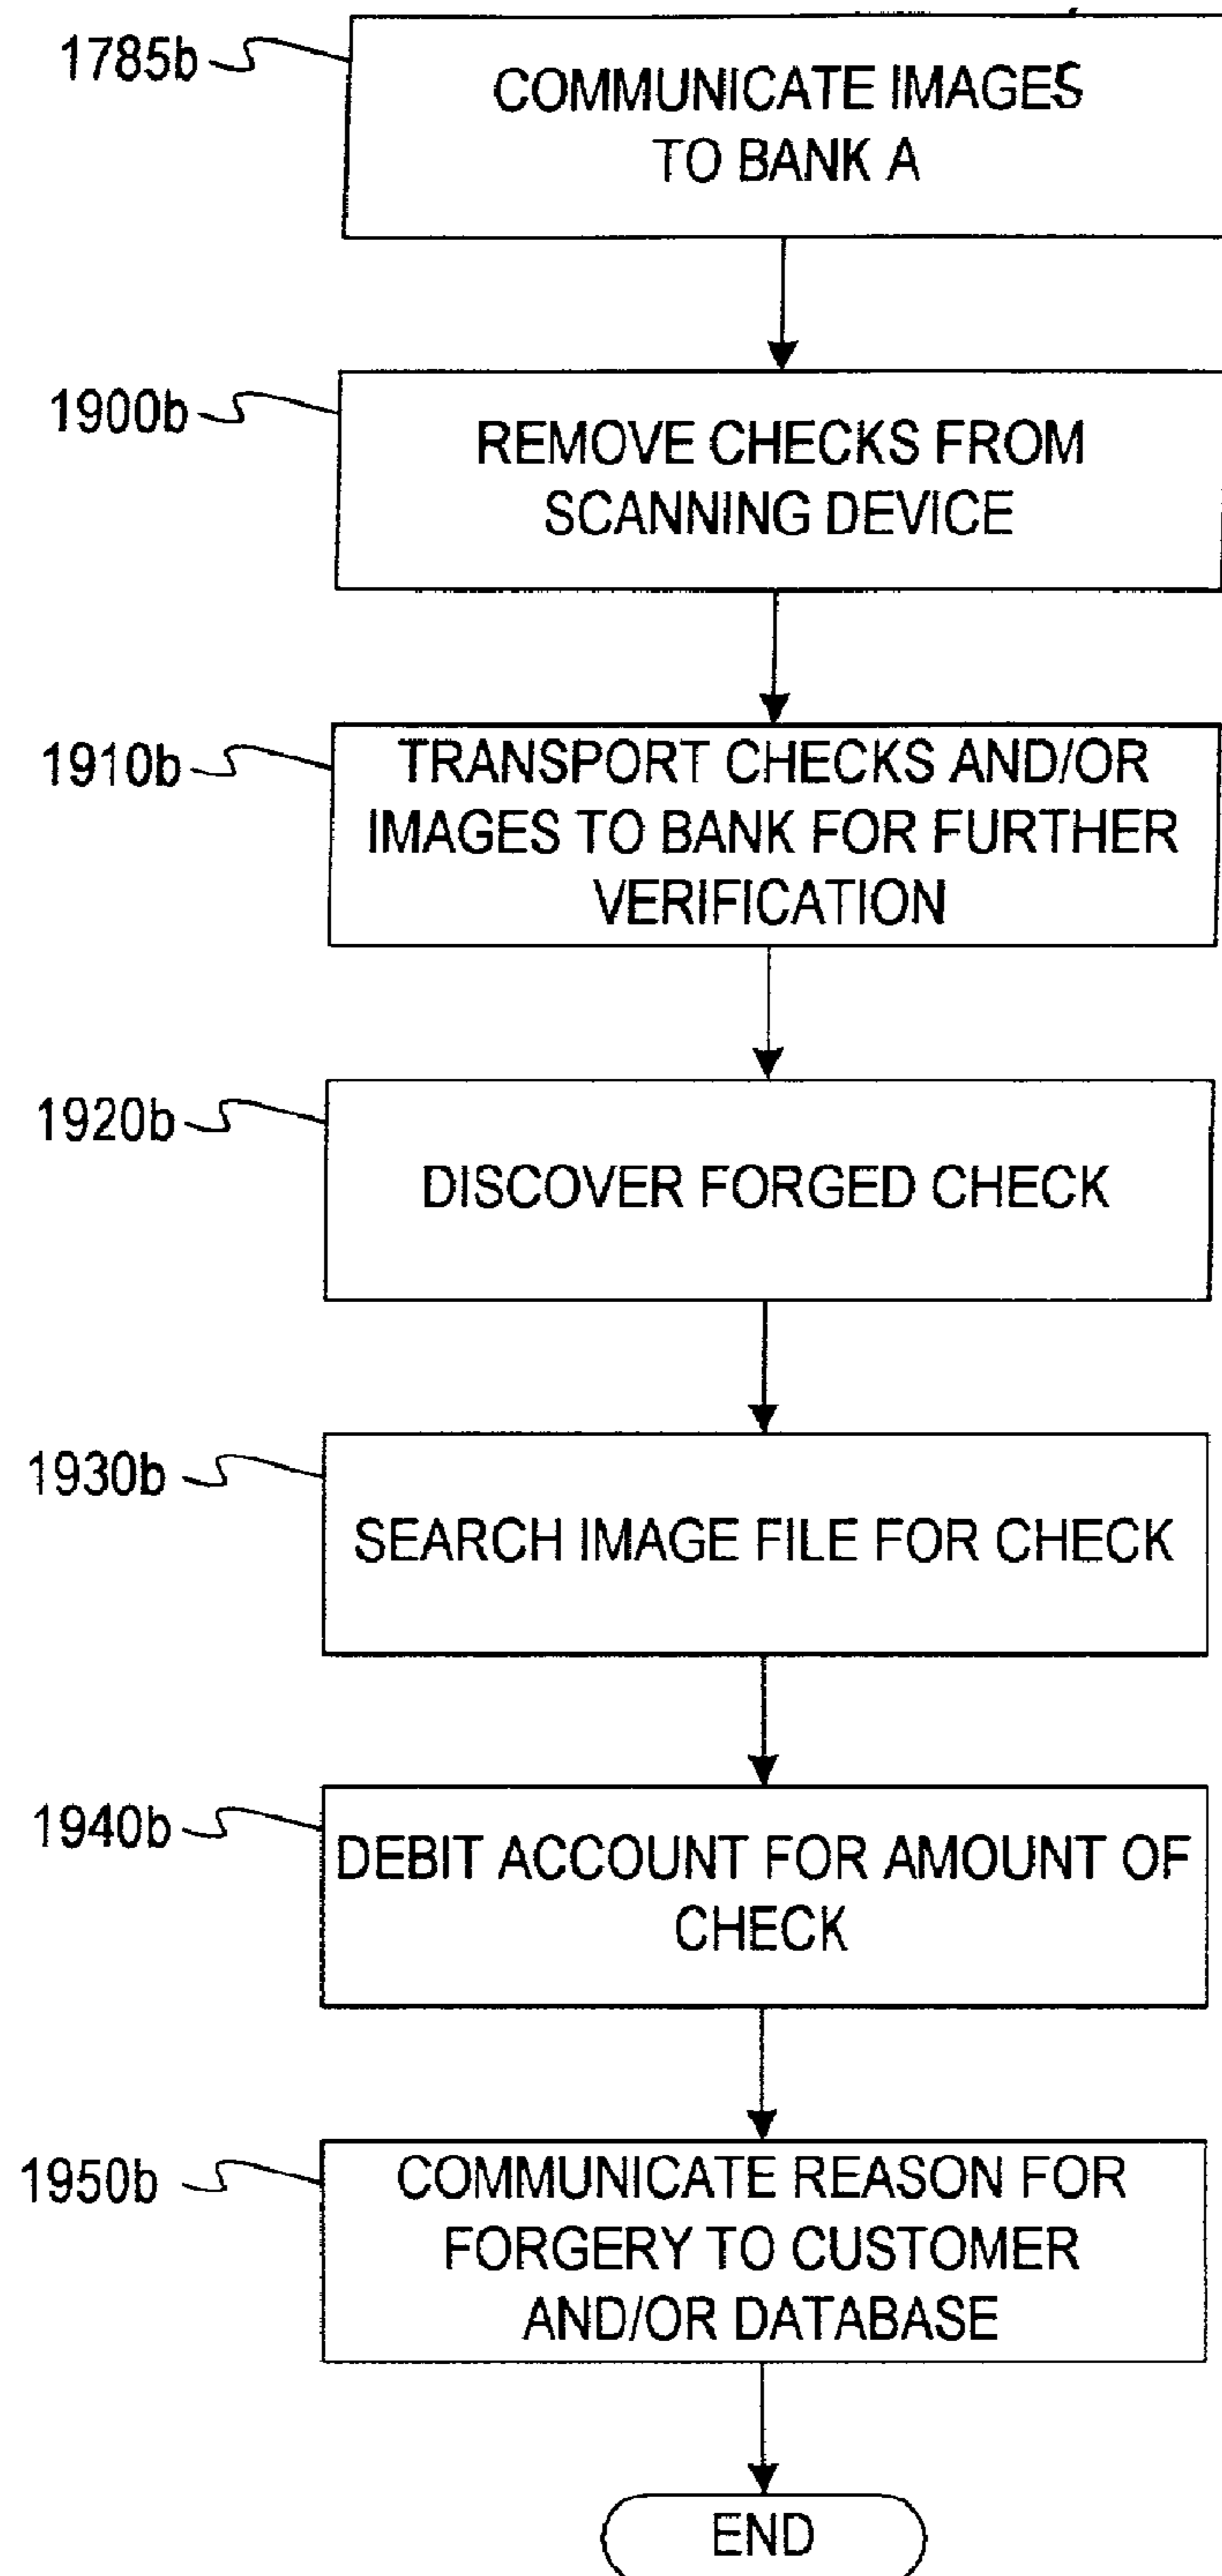 1785b
COMMUNICATE IMAGES
TO BANK A
1900b
REMOVE CHECKS FROM
SCANNING DEVICE
1910b
TRANSPORT CHECKS AND/OR
IMAGES TO BANK FOR FURTHER
VERIFICATION
1920b
DISCOVER FORGED CHECK
1930b
SEARCH IMAGE FILE FOR CHECK
1940b
DEBIT ACCOUNT FOR AMOUNT OF
CHECK
1950b
COMMUNICATE REASON FOR
FORGERY TO CUSTOMER
AND/OR DATABASE
END